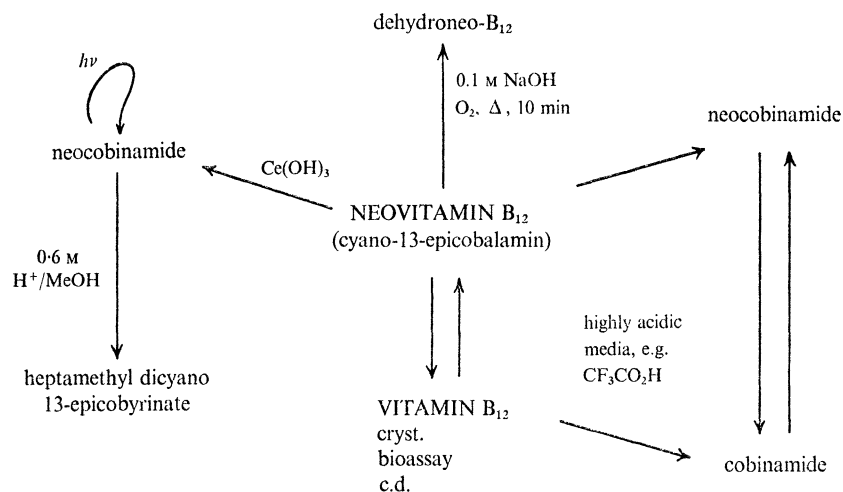 dehydroneo-B₁₂
hν
0.1 M NaOH
O₂, Δ, 10 min
neocobinamide
neocobinamide
Ce(OH)₃
NEOVITAMIN B₁₂
(cyano-13-epicobalamin)
0·6 M
H⁺/MeOH
highly acidic
media, e.g.
CF₃CO₂H
heptamethyl dicyano
13-epicobyrinate
VITAMIN B₁₂
cryst.
bioassay
c.d.
cobinamide